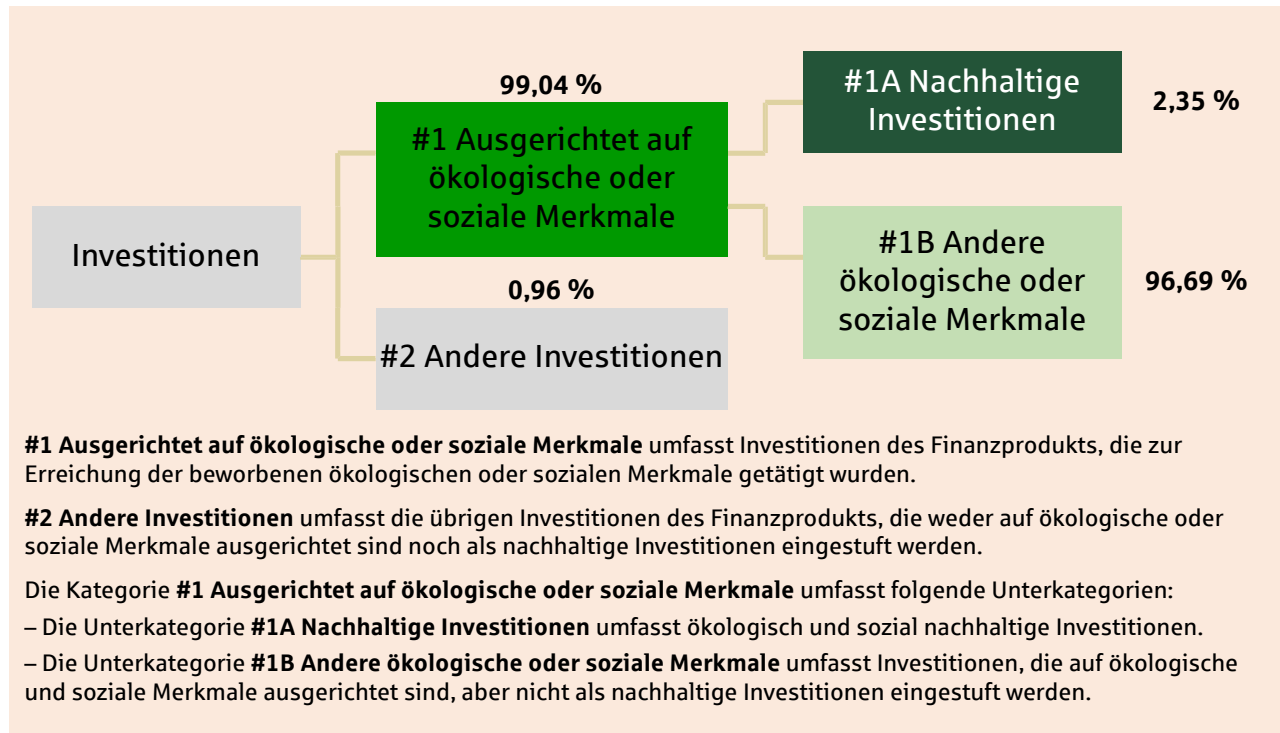 99,04 %
#1 Ausgerichtet auf
ökologische oder
soziale Merkmale
#1A Nachhaltige
Investitionen
2,35 %
Investitionen
#1B Andere
ökologische oder
soziale Merkmale
96,69 %
0,96 %
#2 Andere Investitionen
#1 Ausgerichtet auf ökologische oder soziale Merkmale umfasst Investitionen des Finanzprodukts, die zur
Erreichung der beworbenen ökologischen oder sozialen Merkmale getätigt wurden.
#2 Andere Investitionen umfasst die übrigen Investitionen des Finanzprodukts, die weder auf ökologische oder
soziale Merkmale ausgerichtet sind noch als nachhaltige Investitionen eingestuft werden.
Die Kategorie #1 Ausgerichtet auf ökologische oder soziale Merkmale umfasst folgende Unterkategorien:
– Die Unterkategorie #1A Nachhaltige Investitionen umfasst ökologisch und sozial nachhaltige Investitionen.
– Die Unterkategorie #1B Andere ökologische oder soziale Merkmale umfasst Investitionen, die auf ökologische
und soziale Merkmale ausgerichtet sind, aber nicht als nachhaltige Investitionen eingestuft werden.